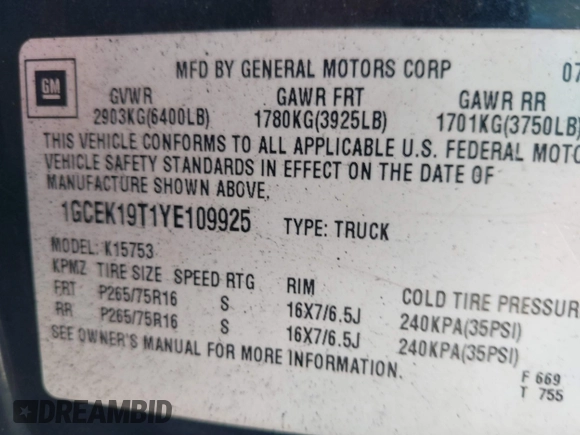 GM
MFD BY GENERAL MOTORS CORP 07
GVWR GAWR FRT GAWR RR
2903KG(6400LB) 1780KG(3925LB) 1701KG(3750LB)
THIS VEHICLE CONFORMS TO ALL APPLICABLE U.S. FEDERAL MOTO
VEHICLE SAFETY STANDARDS IN EFFECT ON THE DATE OF
MANUFACTURE SHOWN ABOVE.
1GCEK19T1YE109925 TYPE: TRUCK
MODEL: K15753
KPMZ TIRE SIZE SPEED RTG RIM COLD TIRE PRESSUR
FRT P265/75R16 S 16X7/6.5J 240KPA(35PSI)
RR P265/75R16 S 16X7/6.5J 240KPA(35PSI)
SEE OWNER'S MANUAL FOR MORE INFORMATION.
F 669
T 755
DREAMBID